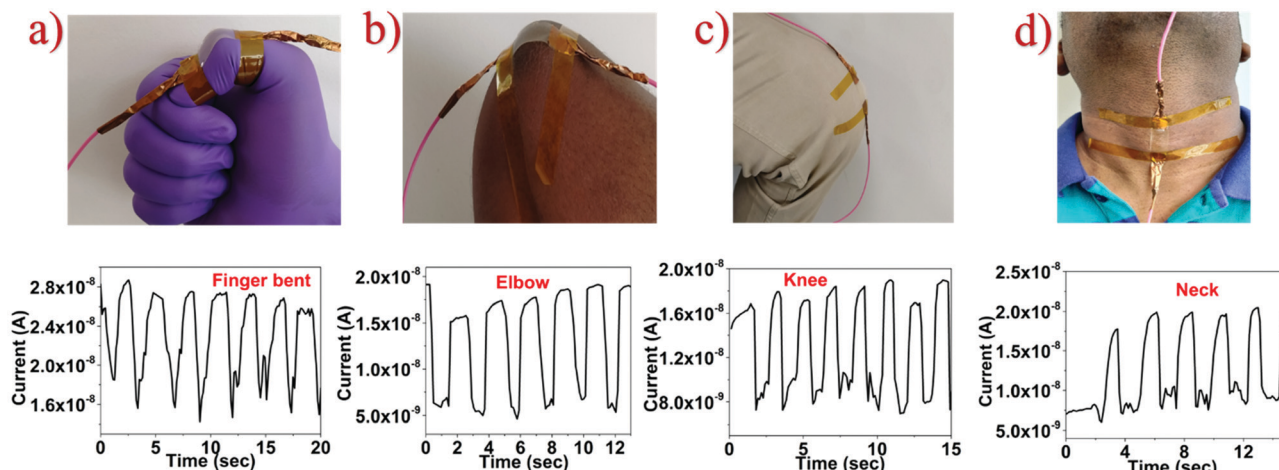 a)
b)
c)
d)
Finger bent
2.8x10-8
2.4x10-8
2.0x10-8
1.6x10-8
Current (A)
0 5 10 15 20
Time (sec)
Elbow
2.0x10-8
1.5x10-8
1.0x10-8
5.0x10-9
Current (A)
0 2 4 6 8 10 12
Time (sec)
Knee
2.0x10-8
1.6x10-8
1.2x10-8
8.0x10-9
Current (A)
0 5 10 15
Time (sec)
Neck
2.5x10-8
2.0x10-8
1.5x10-8
1.0x10-8
5.0x10-9
Current (A)
0 4 8 12
Time (sec)